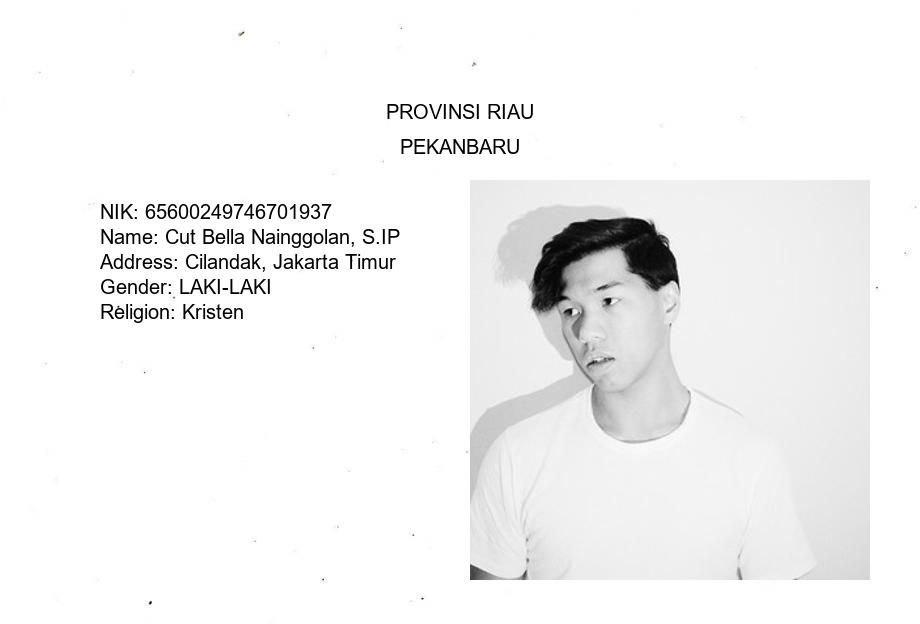 PROVINSI RIAU
PEKANBARU
NIK: 65600249746701937
Name: Cut Bella Nainggolan, S.IP
Address: Cilandak, Jakarta Timur
Gender: LAKI-LAKI
Religion: Kristen